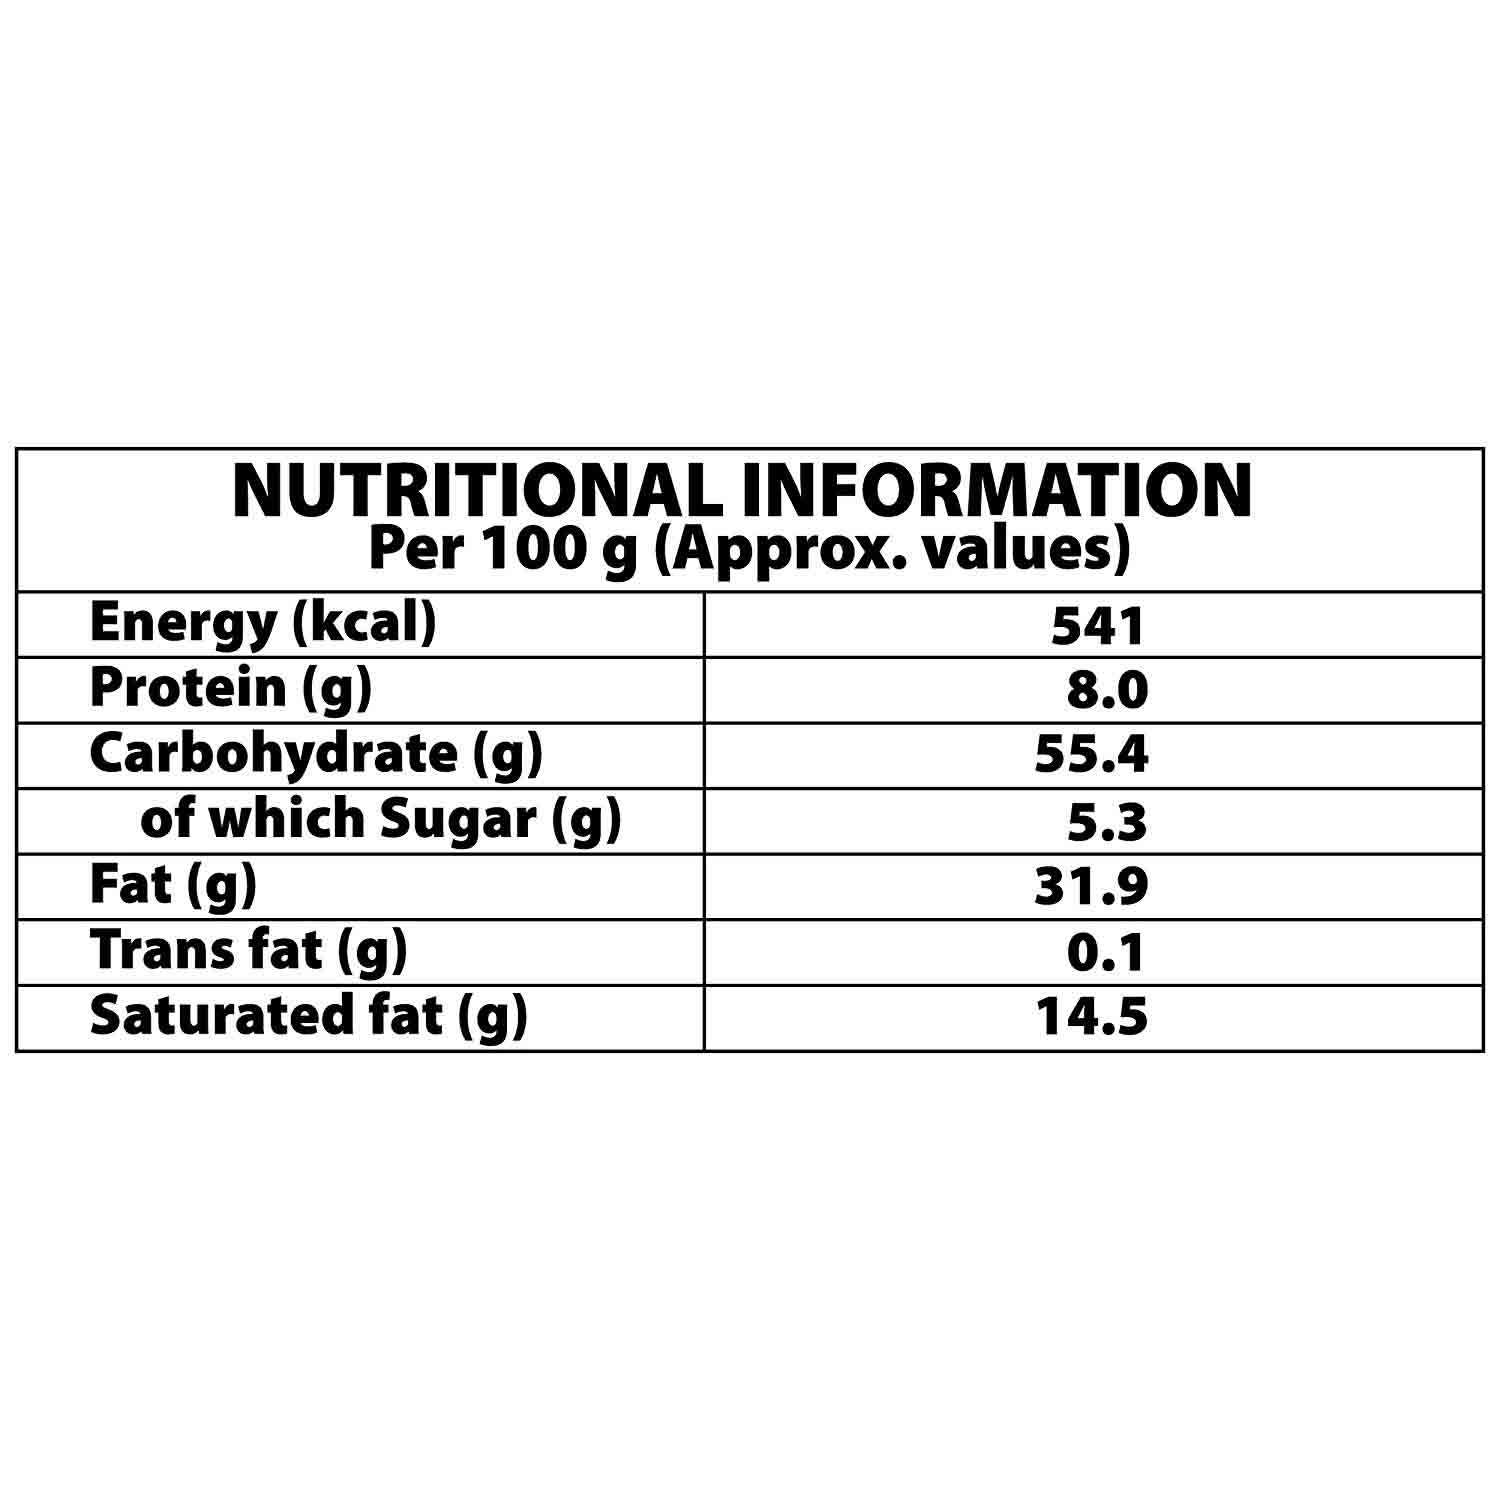 NUTRITIONAL INFORMATION
Per 100 g (Approx. values)
Energy (kcal) 541
Protein (g) 8.0
Carbohydrate (g) 55.4
of which Sugar (g) 5.3
Fat (g) 31.9
Trans fat (g) 0.1
Saturated fat (g) 14.5